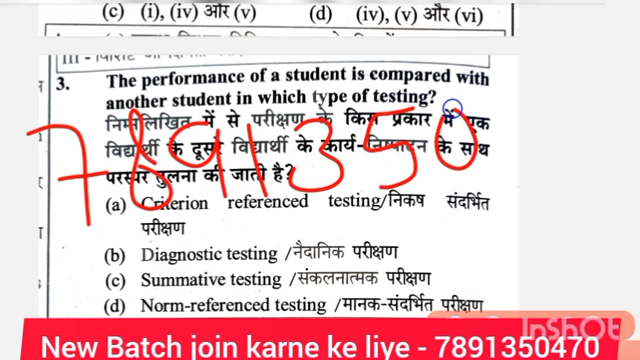 (c) (i), (iv) और (v) (d) (iv), (v) और (vi)
3. The performance of a student is compared with
another student in which type of testing?
निम्नलिखित में से परीक्षण के किस प्रकार में एक
विद्यार्थी के दूसरे विद्यार्थी के कार्य-निष्पादन के साथ
परस्पर तुलना की जाती है?
7891 1350
(a) Criterion referenced testing/निकष संदर्भित
परीक्षण
(b) Diagnostic testing /नैदानिक परीक्षण
(c) Summative testing /संकलनात्मक परीक्षण
(d) Norm-referenced testing /मानक-संदर्भित परीक्षण
InShOt
New Batch join karne ke liye - 7891350470